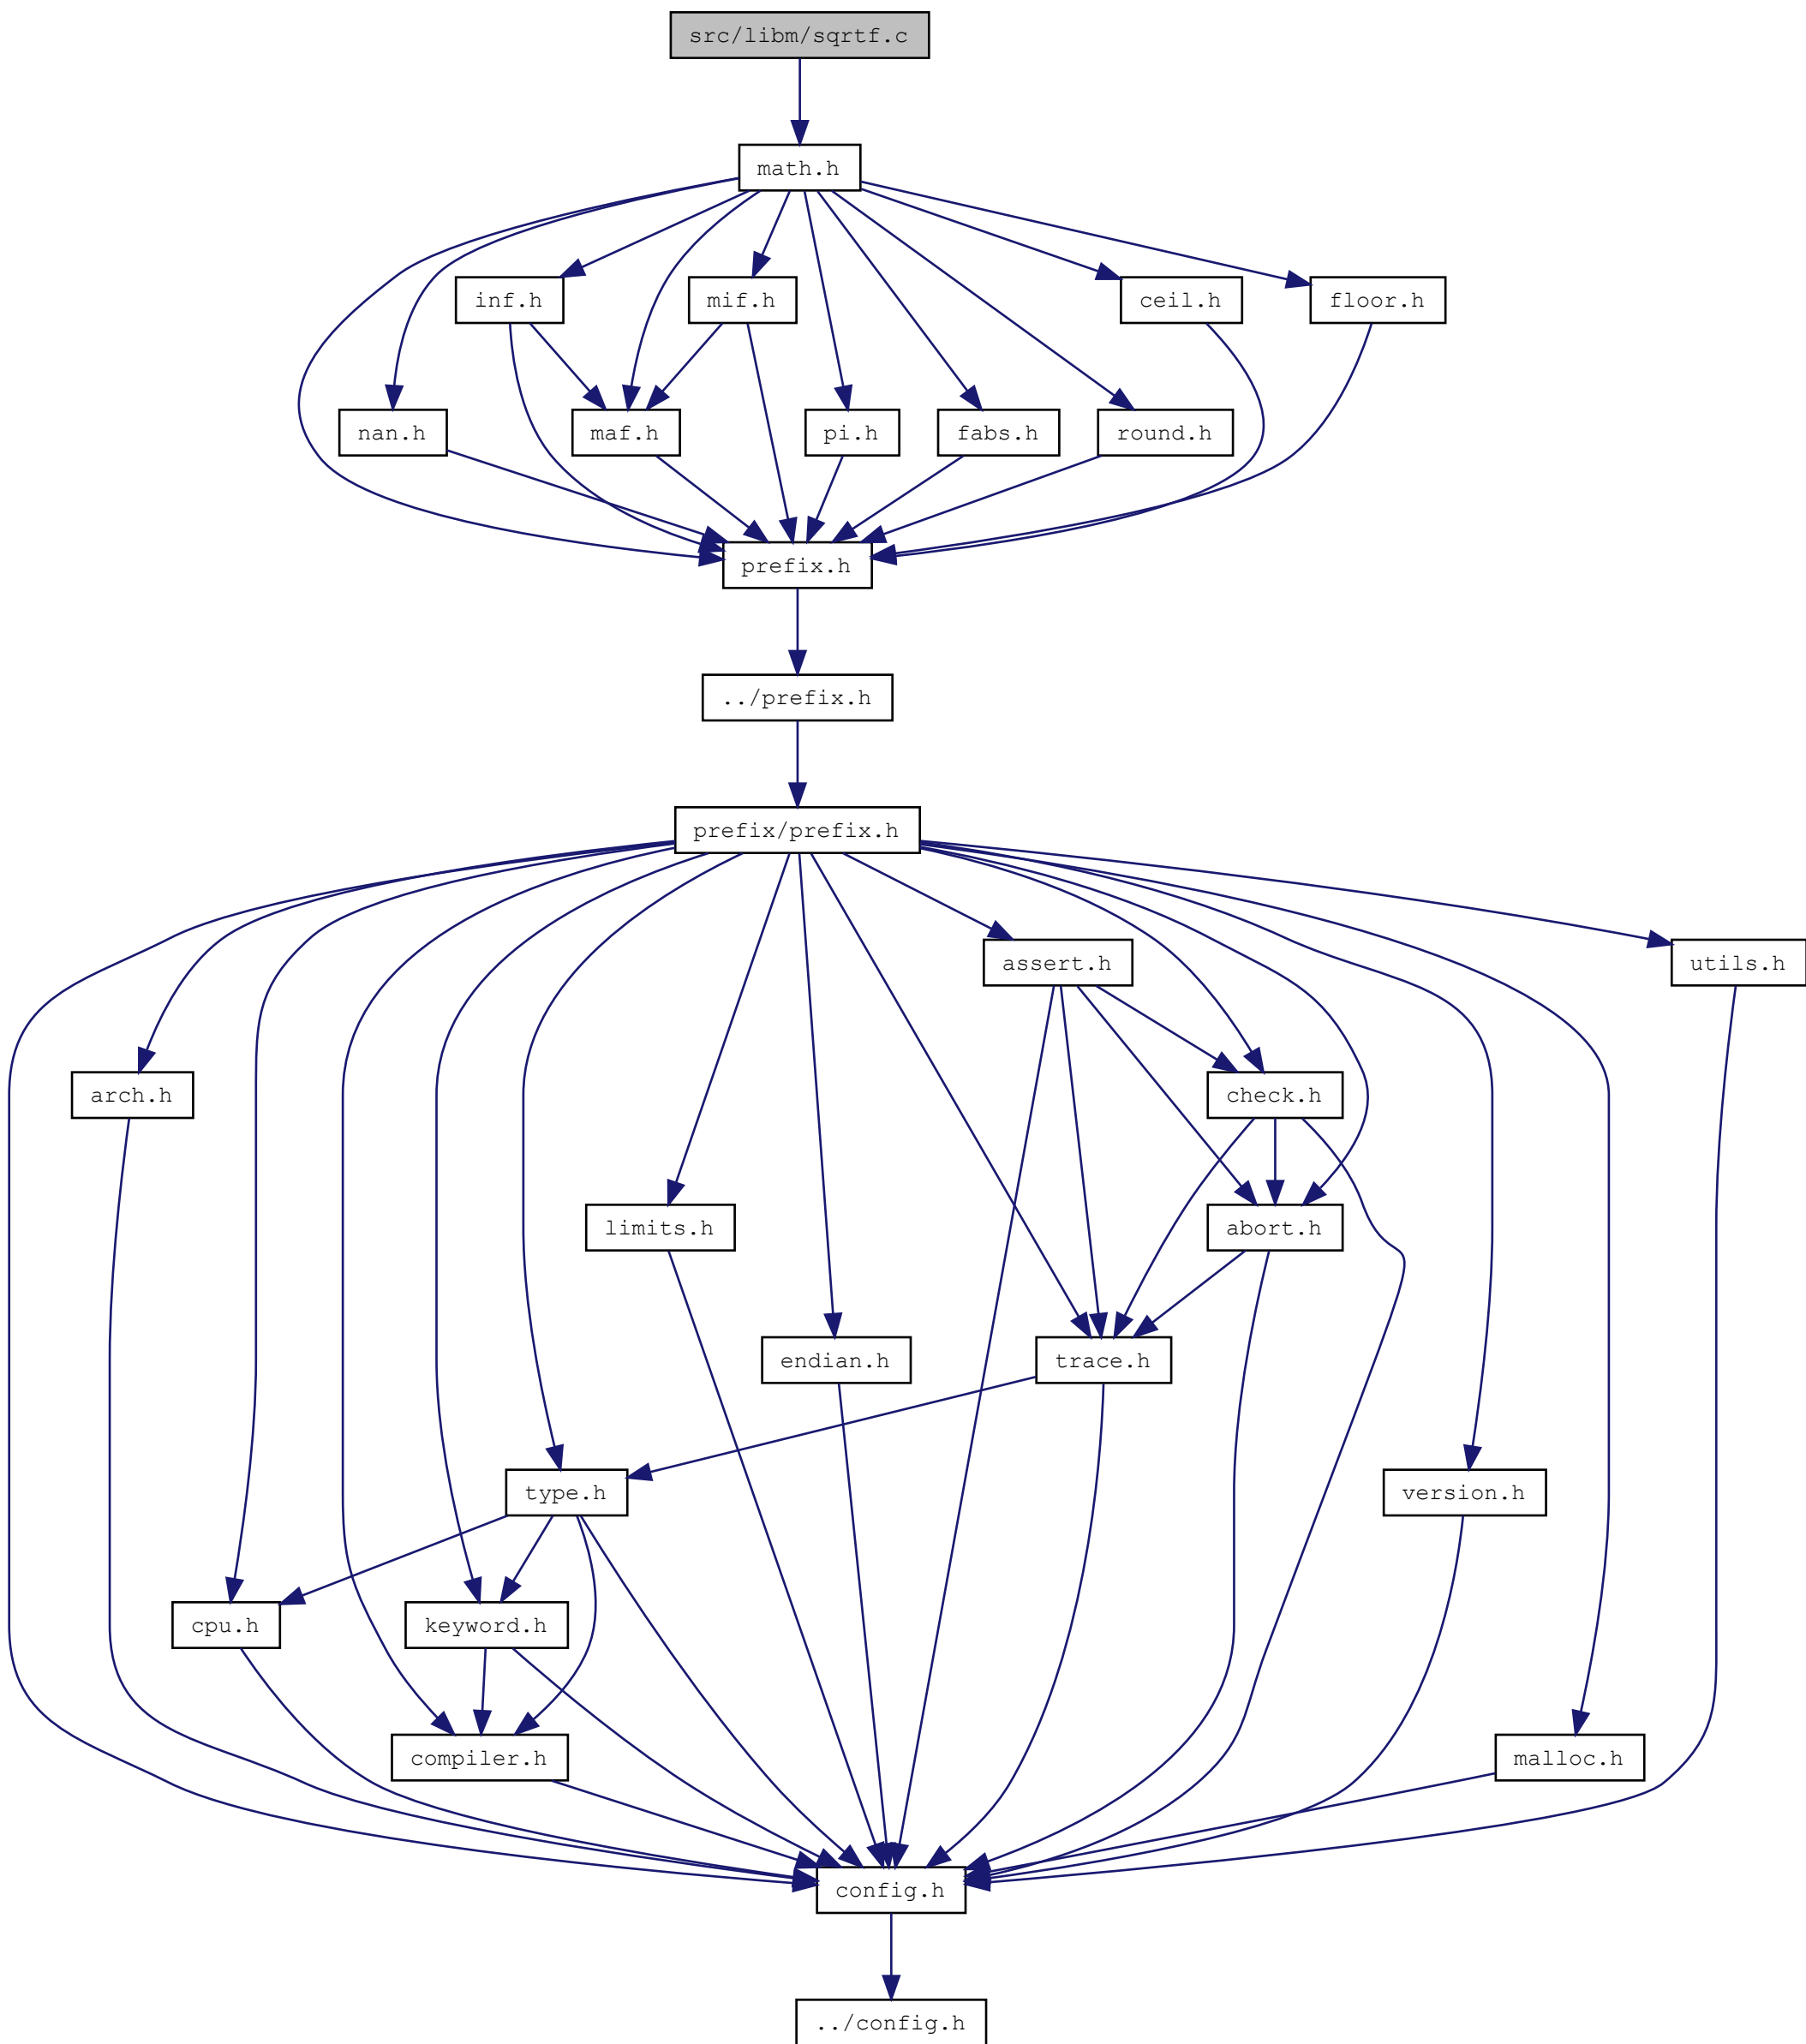 src/libm/sqrtf.c
math.h
inf.h
mif.h
ceil.h
floor.h
nan.h
maf.h
pi.h
fabs.h
round.h
prefix.h
../prefix.h
prefix/prefix.h
assert.h
utils.h
arch.h
check.h
limits.h
abort.h
endian.h
trace.h
type.h
version.h
cpu.h
keyword.h
compiler.h
malloc.h
config.h
../config.h